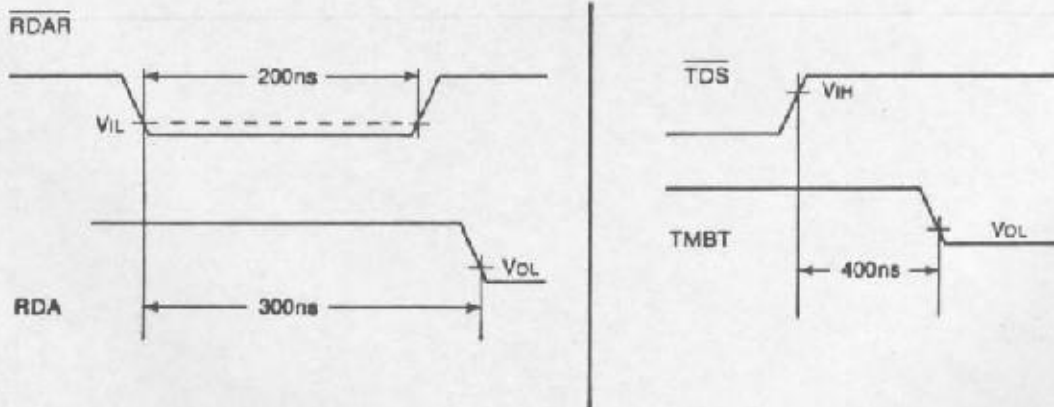 RDAR
200ns
VIL
VOL
RDA
300ns
TDS
VIH
TMBT
VOL
400ns